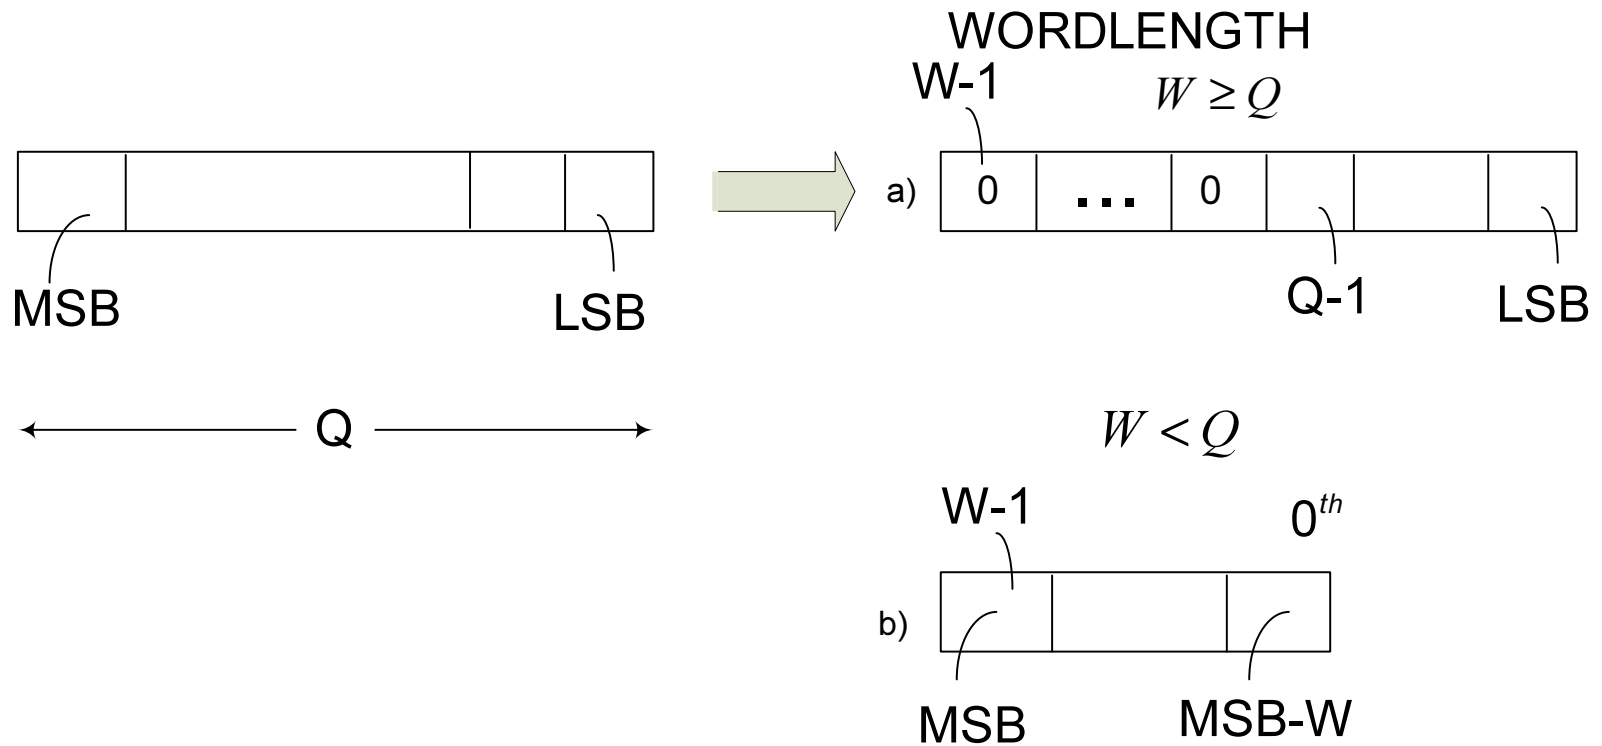 WORDLENGTH
W-1
W ≥ Q
a)
0 ... 0
MSB
LSB
Q-1
LSB
Q
W < Q
W-1
0th
b)
MSB
MSB-W